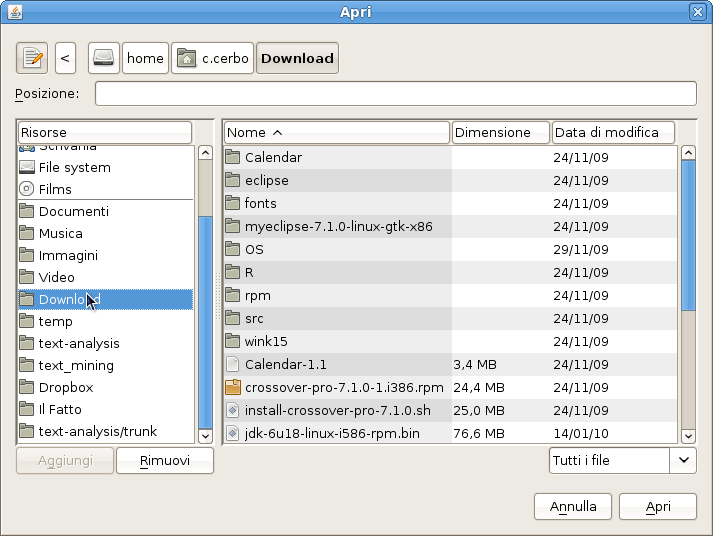 Apri
< home c.cerbo Download
Posizione:
Risorse
Scrivania
File system
Films
Documenti
Musica
Immagini
Video
Download
temp
text-analysis
text_mining
Dropbox
Il Fatto
text-analysis/trunk
Aggiungi Rimuovi
Nome Dimensione Data di modifica
Calendar 24/11/09
eclipse 24/11/09
fonts 24/11/09
myeclipse-7.1.0-linux-gtk-x86 24/11/09
OS 29/11/09
R 24/11/09
rpm 24/11/09
src 24/11/09
wink15 24/11/09
Calendar-1.1 3,4 MB 24/11/09
crossover-pro-7.1.0-1.i386.rpm 24,4 MB 24/11/09
install-crossover-pro-7.1.0.sh 25,0 MB 24/11/09
jdk-6u18-linux-i586-rpm.bin 76,6 MB 14/01/10
Tutti i file
Annulla Apri